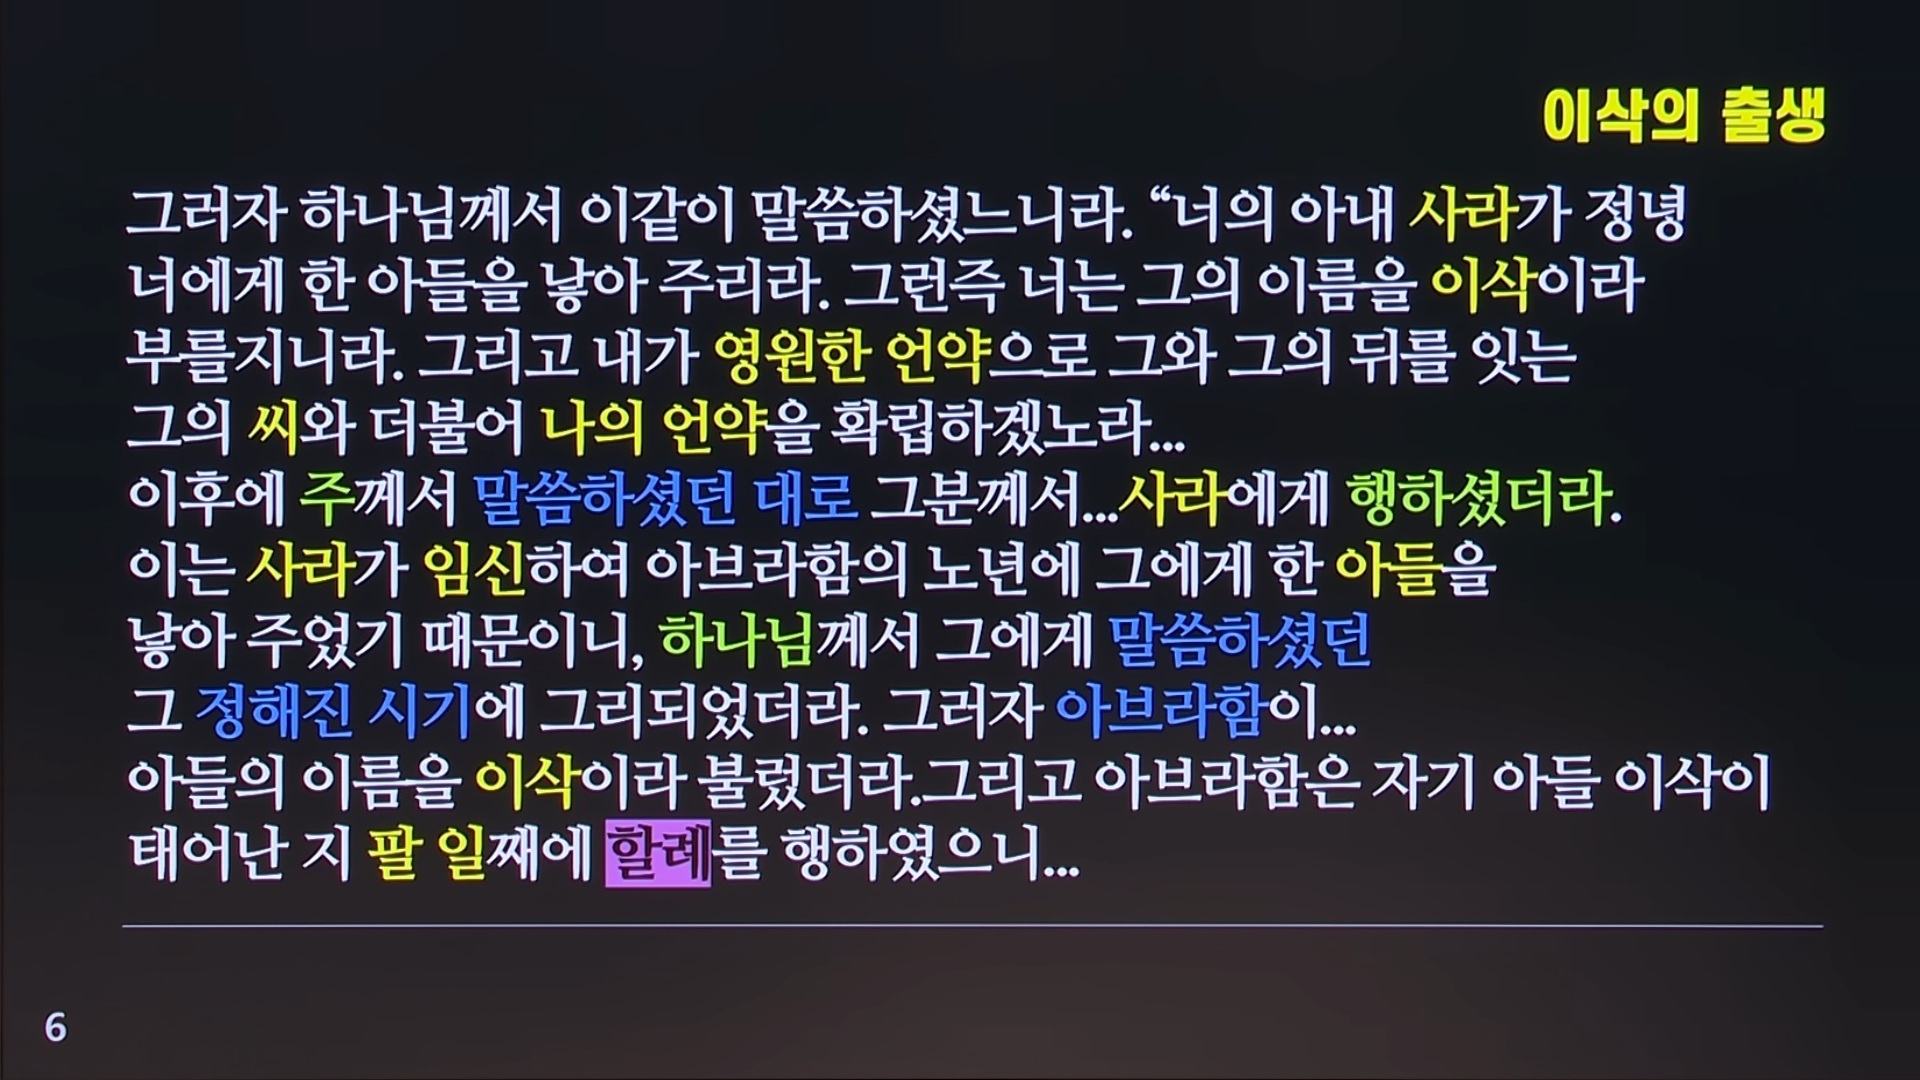 이삭의 출생
그러자 하나님께서 이같이 말씀하셨느니라. “너의 아내 사라가 정녕
너에게 한 아들을 낳아 주리라. 그런즉 너는 그의 이름을 이삭이라
부를지니라. 그리고 내가 영원한 언약으로 그와 그의 뒤를 잇는
그의 씨와 더불어 나의 언약을 확립하겠노라...
이후에 주께서 말씀하셨던 대로 그분께서...사라에게 행하셨더라.
이는 사라가 임신하여 아브라함의 노년에 그에게 한 아들을
낳아 주었기 때문이니, 하나님께서 그에게 말씀하셨던
그 정해진 시기에 그리되었더라. 그러자 아브라함이...
아들의 이름을 이삭이라 불렀더라.그리고 아브라함은 자기 아들 이삭이
태어난 지 팔 일째에 할례를 행하였으니...
6